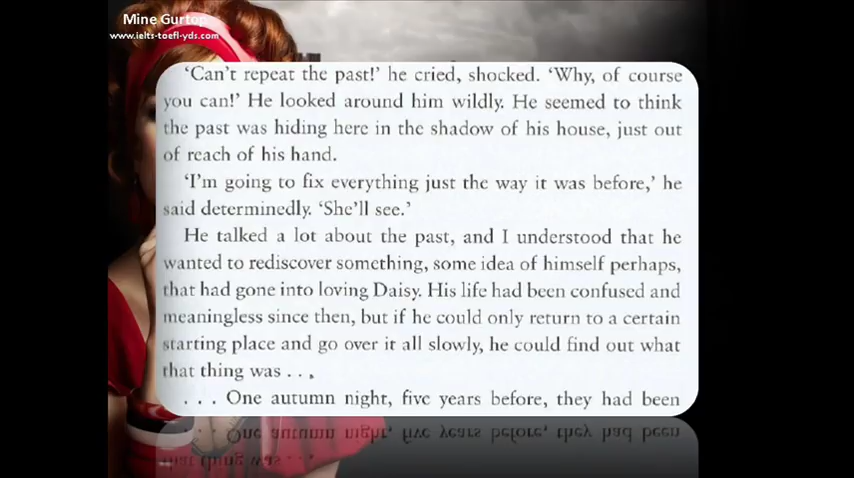 Mine Gurtop
www.ielts-toefl-yds.com
'Can't repeat the past!' he cried, shocked. 'Why, of course
you can!' He looked around him wildly. He seemed to think
the past was hiding here in the shadow of his house, just out
of reach of his hand.
'I'm going to fix everything just the way it was before,' he
said determinedly. 'She'll see.'
He talked a lot about the past, and I understood that he
wanted to rediscover something, some idea of himself perhaps,
that had gone into loving Daisy. His life had been confused and
meaningless since then, but if he could only return to a certain
starting place and go over it all slowly, he could find out what
that thing was . . .
. . . One autumn night, five years before, they had been